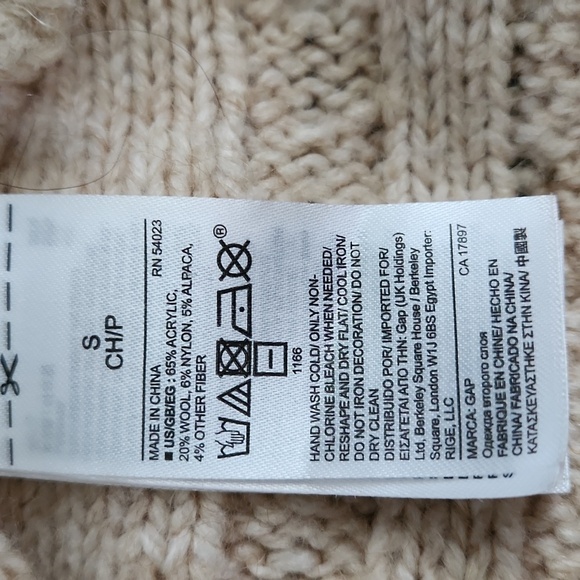 S
CH/P
MADE IN CHINA
RN 54023
■ US/GB/EG : 65% ACRYLIC,
20% WOOL, 6% NYLON, 5% ALPACA,
4% OTHER FIBER
®
1166
HAND WASH COLD/ ONLY NON-
CHLORINE BLEACH WHEN NEEDED/
RESHAPE AND DRY FLAT/ COOL IRON/
DO NOT IRON DECORATION/ DO NOT
DRY CLEAN
DISTRIBUIDO POR/ IMPORTED FOR/
ΕΙΣΑΓΕΤΑΙ ΑΠΟ ΤΗΝ: Gap (UK Holdings)
Ltd, Berkeley Square House / Berkeley
Square, London W1J 6BS Egypt Importer:
RIGE, LLC
MARCA: GAP
CA 17897
Одежда второго слоя
FABRIQUE EN CHINE/ HECHO EN
CHINA/ FABRICADO NA CHINA/
ΚΑΤΑΣΚΕΥΑΣΤΗΚΕ ΣΤΗΝ ΚΙΝΑ/ 中國製